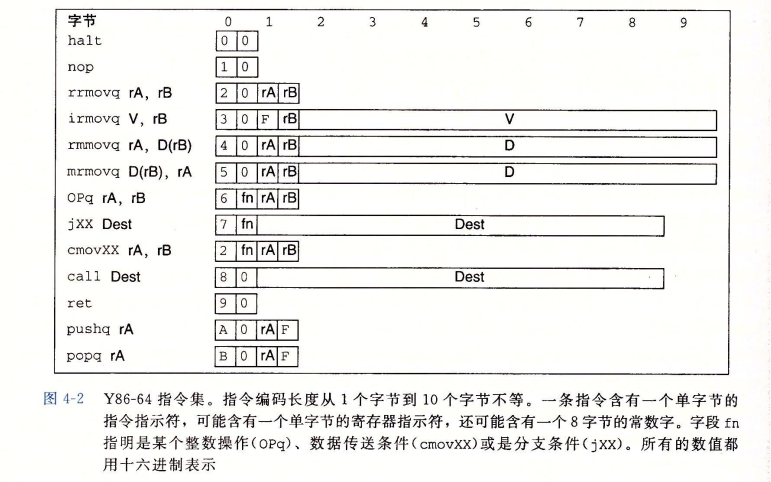 字节 0 1 2 3 4 5 6 7 8 9
halt 0 0
nop 1 0
rrmovq rA, rB 2 0 rA rB
irmovq V, rB 3 0 F rB V
rmmovq rA, D(rB) 4 0 rA rB D
mrmovq D(rB), rA 5 0 rA rB D
OPq rA, rB 6 fn rA rB
jXX Dest 7 fn Dest
cmovXX rA, rB 2 fn rA rB
call Dest 8 0 Dest
ret 9 0
pushq rA A 0 rA F
popq rA B 0 rA F
图 4-2 Y86-64 指令集。指令编码长度从 1 个字节到 10 个字节不等。一条指令含有一个单字节的
指令指示符，可能含有一个单字节的寄存器指示符，还可能含有一个 8 字节的常数字。字段 fn
指明是某个整数操作(OPq)、数据传送条件(cmovXX)或是分支条件(jXX)。所有的数值都
用十六进制表示